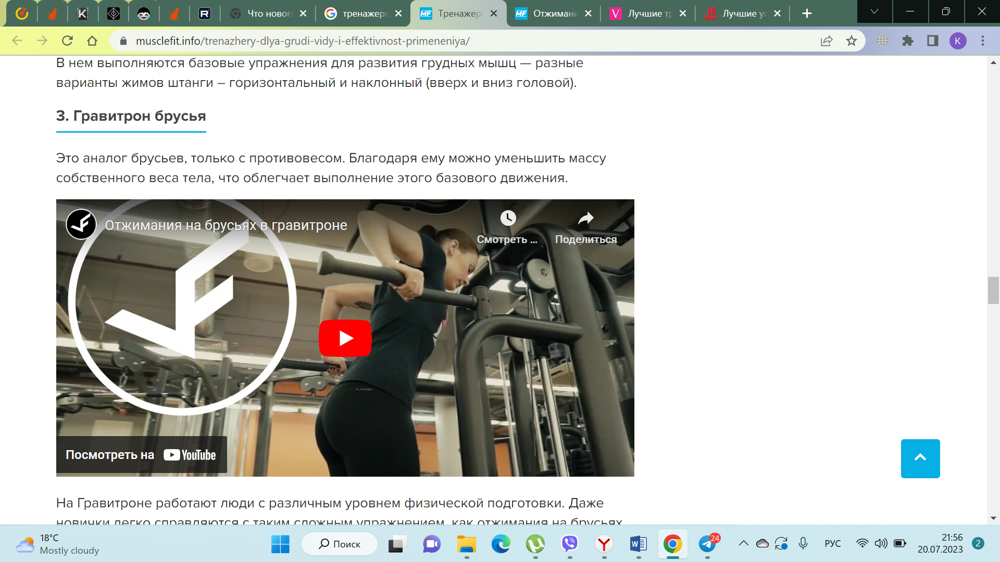 Что нового
тренажеры
Тренажеры
Отжимани
Лучшие тр
Лучшие уп
musclefit.info/trenazhery-dlya-grudi-vidy-i-effektivnost-primeneniya/
K
В нем выполняются базовые упражнения для развития грудных мышц — разные
варианты жимов штанги – горизонтальный и наклонный (вверх и вниз головой).
3. Гравитрон брусья
Это аналог брусьев, только с противовесом. Благодаря ему можно уменьшить массу
собственного веса тела, что облегчает выполнение этого базового движения.
Отжимания на брусьях в гравитроне
Смотреть ...
Поделиться
Посмотреть на YouTube
На Гравитроне работают люди с различным уровнем физической подготовки. Даже
новички легко справляются с таким сложным упражнением, как отжимания на брусьях
18°C
Mostly cloudy
Поиск
24
РУС
21:56
20.07.2023
2